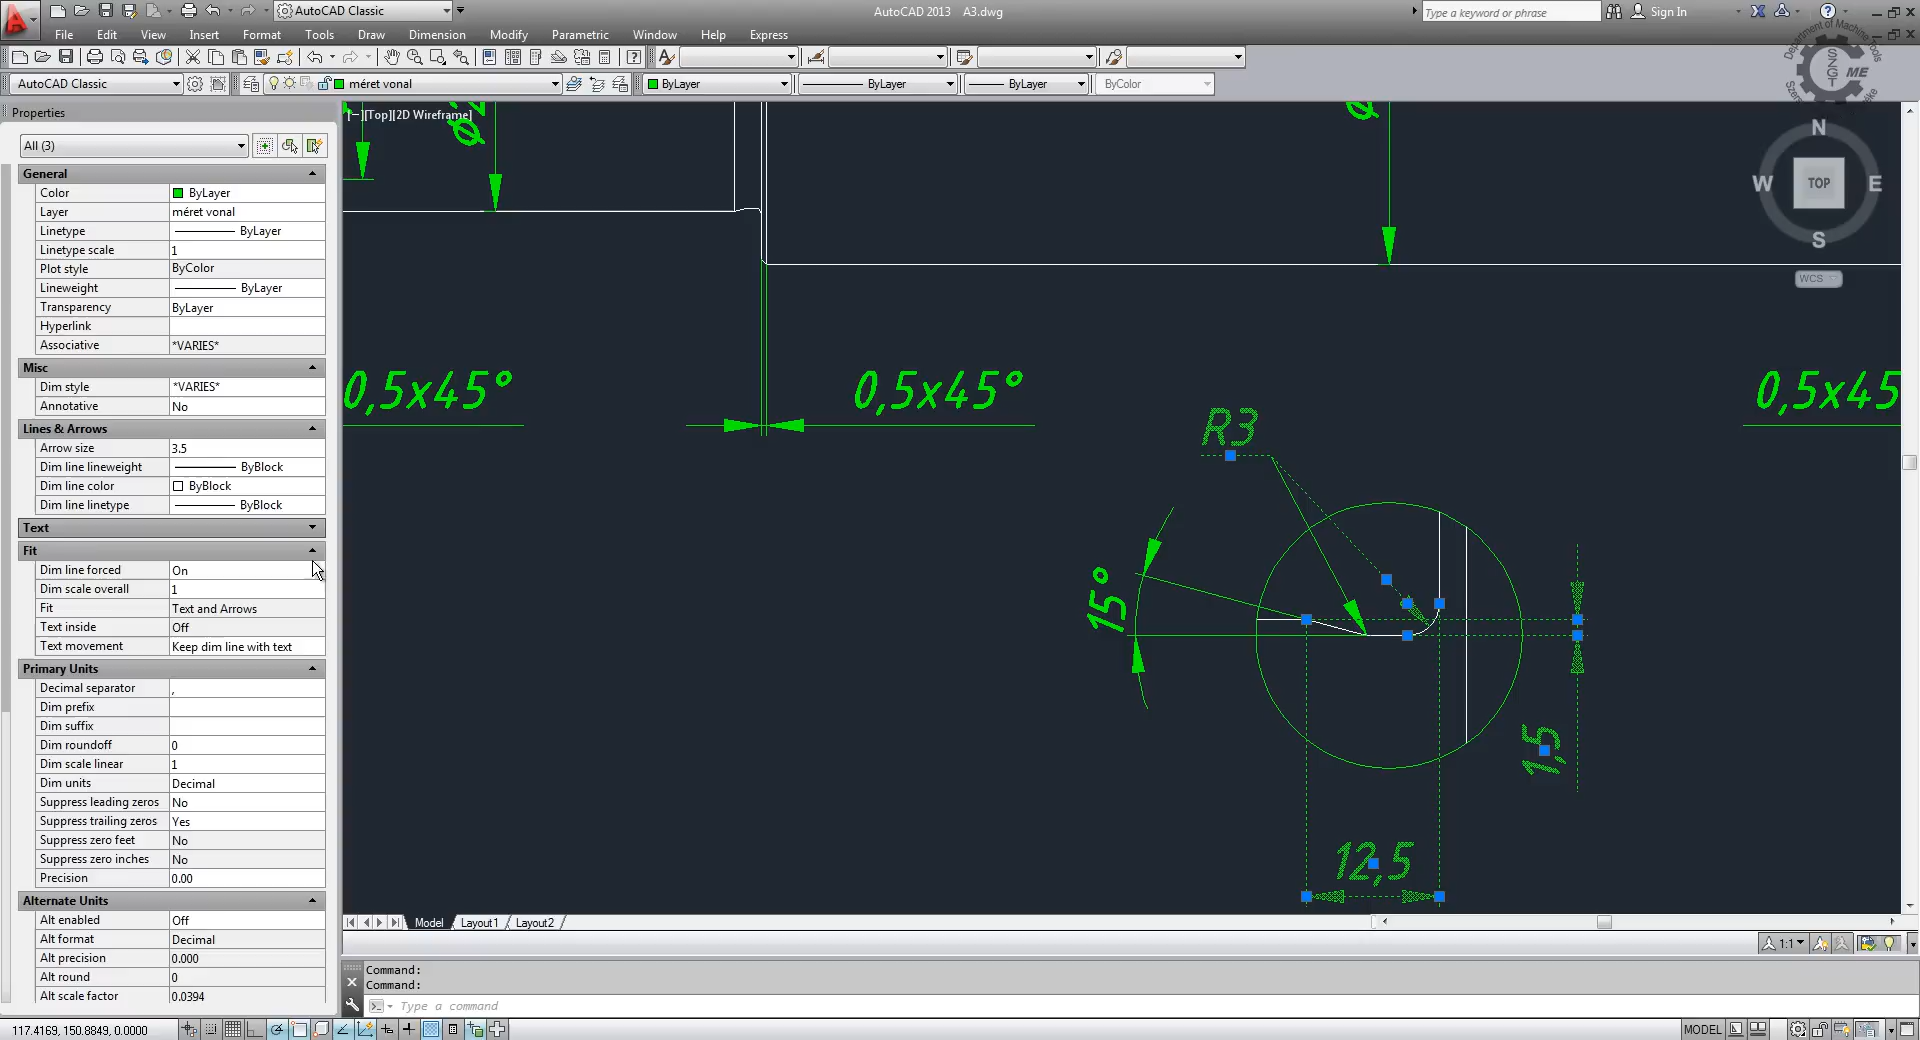 AutoCAD Classic
AutoCAD 2013 A3.dwg
Type a keyword or phrase
Sign In
File Edit View Insert Format Tools Draw Dimension Modify Parametric Window Help Express
AutoCAD Classic
méret vonal
ByLayer
ByLayer
ByLayer
ByColor
Department of Machine Tools
SZGT
ME
Properties
All (3)
General
Color ByLayer
Layer méret vonal
Linetype ByLayer
Linetype scale 1
Plot style ByColor
Lineweight ByLayer
Transparency ByLayer
Hyperlink
Associative *VARIES*
Misc
Dim style *VARIES*
Annotative No
Lines & Arrows
Arrow size 3.5
Dim line lineweight ByBlock
Dim line color ByBlock
Dim line linetype ByBlock
Text
Fit
Dim line forced On
Dim scale overall 1
Fit Text and Arrows
Text inside Off
Text movement Keep dim line with text
Primary Units
Decimal separator ,
Dim prefix
Dim suffix
Dim roundoff 0
Dim scale linear 1
Dim units Decimal
Suppress leading zeros No
Suppress trailing zeros Yes
Suppress zero feet No
Suppress zero inches No
Precision 0.00
Alternate Units
Alt enabled Off
Alt format Decimal
Alt precision 0.000
Alt round 0
Alt scale factor 0.0394
[−][Top][2D Wireframe]
N
W TOP E
S
WCS
0,5x45°
0,5x45°
0,5x45
R3
15°
1,5
12,5
Model Layout1 Layout2
1:1
Command:
Command:
Type a command
117.4169, 150.8849, 0.0000
MODEL